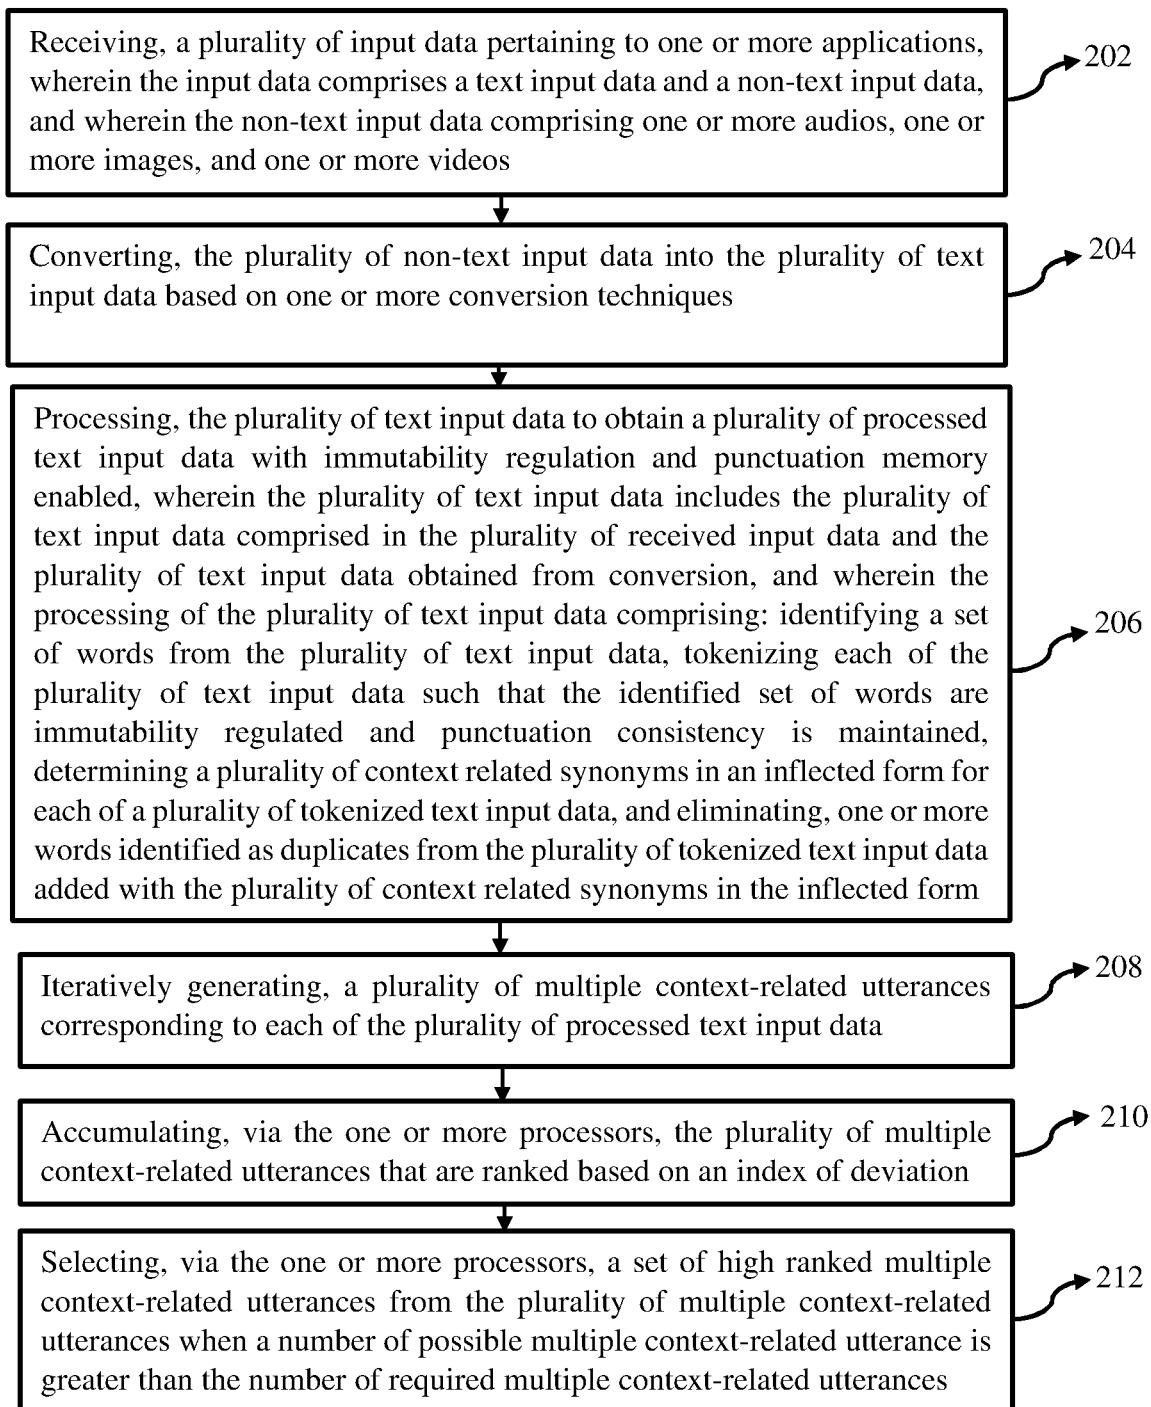 Receiving, a plurality of input data pertaining to one or more applications,
wherein the input data comprises a text input data and a non-text input data,
and wherein the non-text input data comprising one or more audios, one or
more images, and one or more videos
202
Converting, the plurality of non-text input data into the plurality of text
input data based on one or more conversion techniques
204
Processing, the plurality of text input data to obtain a plurality of processed
text input data with immutability regulation and punctuation memory
enabled, wherein the plurality of text input data includes the plurality of
text input data comprised in the plurality of received input data and the
plurality of text input data obtained from conversion, and wherein the
processing of the plurality of text input data comprising: identifying a set
of words from the plurality of text input data, tokenizing each of the
plurality of text input data such that the identified set of words are
immutability regulated and punctuation consistency is maintained,
determining a plurality of context related synonyms in an inflected form for
each of a plurality of tokenized text input data, and eliminating, one or more
words identified as duplicates from the plurality of tokenized text input data
added with the plurality of context related synonyms in the inflected form
206
Iteratively generating, a plurality of multiple context-related utterances
corresponding to each of the plurality of processed text input data
208
Accumulating, via the one or more processors, the plurality of multiple
context-related utterances that are ranked based on an index of deviation
210
Selecting, via the one or more processors, a set of high ranked multiple
context-related utterances from the plurality of multiple context-related
utterances when a number of possible multiple context-related utterance is
greater than the number of required multiple context-related utterances
212